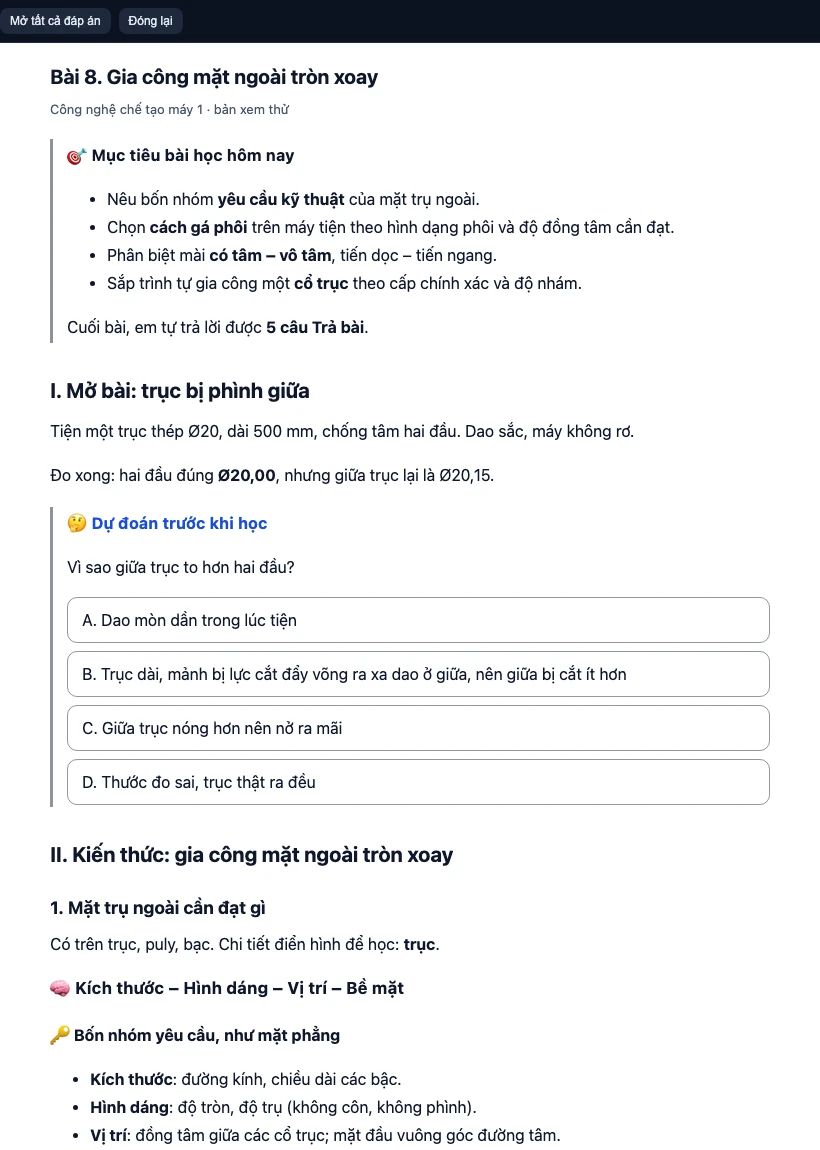 Mở tất cả đáp án
Đóng lại
Bài 8. Gia công mặt ngoài tròn xoay
Công nghệ chế tạo máy 1 · bản xem thử
🎯 Mục tiêu bài học hôm nay
• Nêu bốn nhóm yêu cầu kỹ thuật của mặt trụ ngoài.
• Chọn cách gá phôi trên máy tiện theo hình dạng phôi và độ đồng tâm cần đạt.
• Phân biệt mài có tâm – vô tâm, tiến dọc – tiến ngang.
• Sắp trình tự gia công một cổ trục theo cấp chính xác và độ nhám.
Cuối bài, em tự trả lời được 5 câu Trả bài.
I. Mở bài: trục bị phình giữa
Tiện một trục thép Ø20, dài 500 mm, chống tâm hai đầu. Dao sắc, máy không rơ.
Đo xong: hai đầu đúng Ø20,00, nhưng giữa trục lại là Ø20,15.
🤔 Dự đoán trước khi học
Vì sao giữa trục to hơn hai đầu?
A. Dao mòn dần trong lúc tiện
B. Trục dài, mảnh bị lực cắt đẩy võng ra xa dao ở giữa, nên giữa bị cắt ít hơn
C. Giữa trục nóng hơn nên nở ra mãi
D. Thước đo sai, trục thật ra đều
II. Kiến thức: gia công mặt ngoài tròn xoay
1. Mặt trụ ngoài cần đạt gì
Có trên trục, puly, bạc. Chi tiết điển hình để học: trục.
🧠 Kích thước – Hình dáng – Vị trí – Bề mặt
🔑 Bốn nhóm yêu cầu, như mặt phẳng
• Kích thước: đường kính, chiều dài các bậc.
• Hình dáng: độ tròn, độ trụ (không côn, không phình).
• Vị trí: đồng tâm giữa các cổ trục; mặt đầu vuông góc đường tâm.